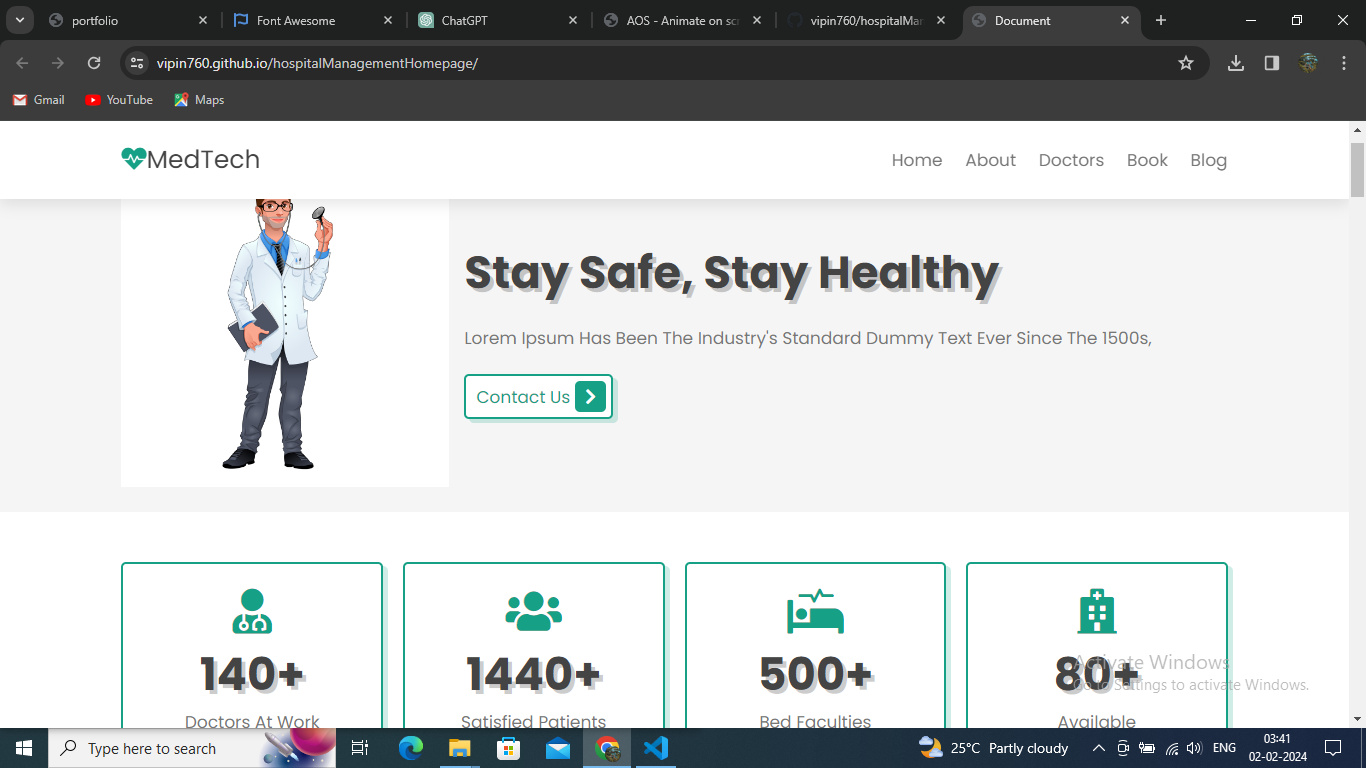 portfolio
Font Awesome
ChatGPT
AOS - Animate on scr
vipin760/hospitalMan
Document
vipin760.github.io/hospitalManagementHomepage/
Gmail
YouTube
Maps
MedTech
Home
About
Doctors
Book
Blog
Stay Safe, Stay Healthy
Lorem Ipsum Has Been The Industry's Standard Dummy Text Ever Since The 1500s,
Contact Us
140+
1440+
500+
80+
Doctors At Work
Satisfied Patients
Bed Faculties
Available
Activate Windows
Go to Settings to activate Windows.
Type here to search
25°C Partly cloudy
ENG
03:41
02-02-2024